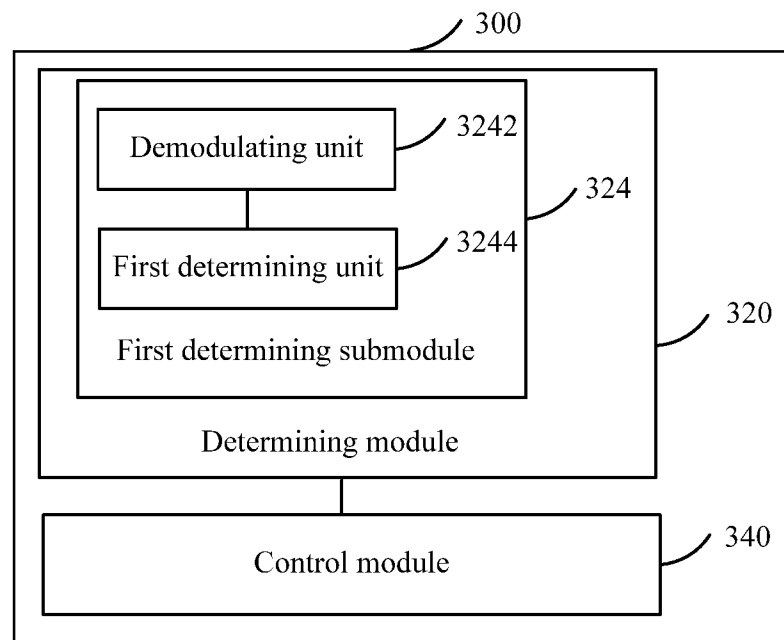 300
Demodulating unit
3242
324
First determining unit
3244
320
First determining submodule
Determining module
340
Control module